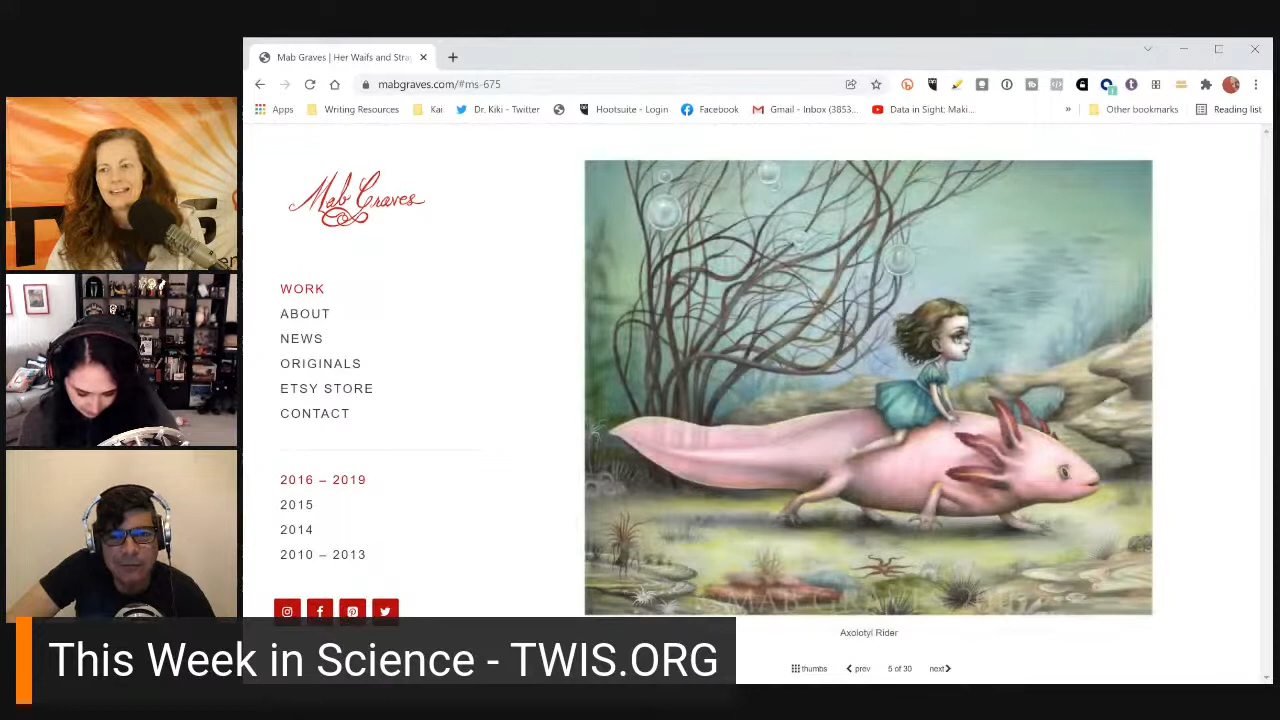 Mab Graves | Her Waifs and Stray
mabgraves.com/#ms-675
Apps
Writing Resources
Kai
Dr. Kiki - Twitter
Hootsuite - Login
Facebook
Gmail - Inbox (3853...
Data in Sight: Maki...
Other bookmarks
Reading list
Mab Graves
WORK
ABOUT
NEWS
ORIGINALS
ETSY STORE
CONTACT
2016 – 2019
2015
2014
2010 – 2013
MAB GRAVES
Axolotyl Rider
thumbs
prev
5 of 30
next
This Week in Science - TWIS.ORG